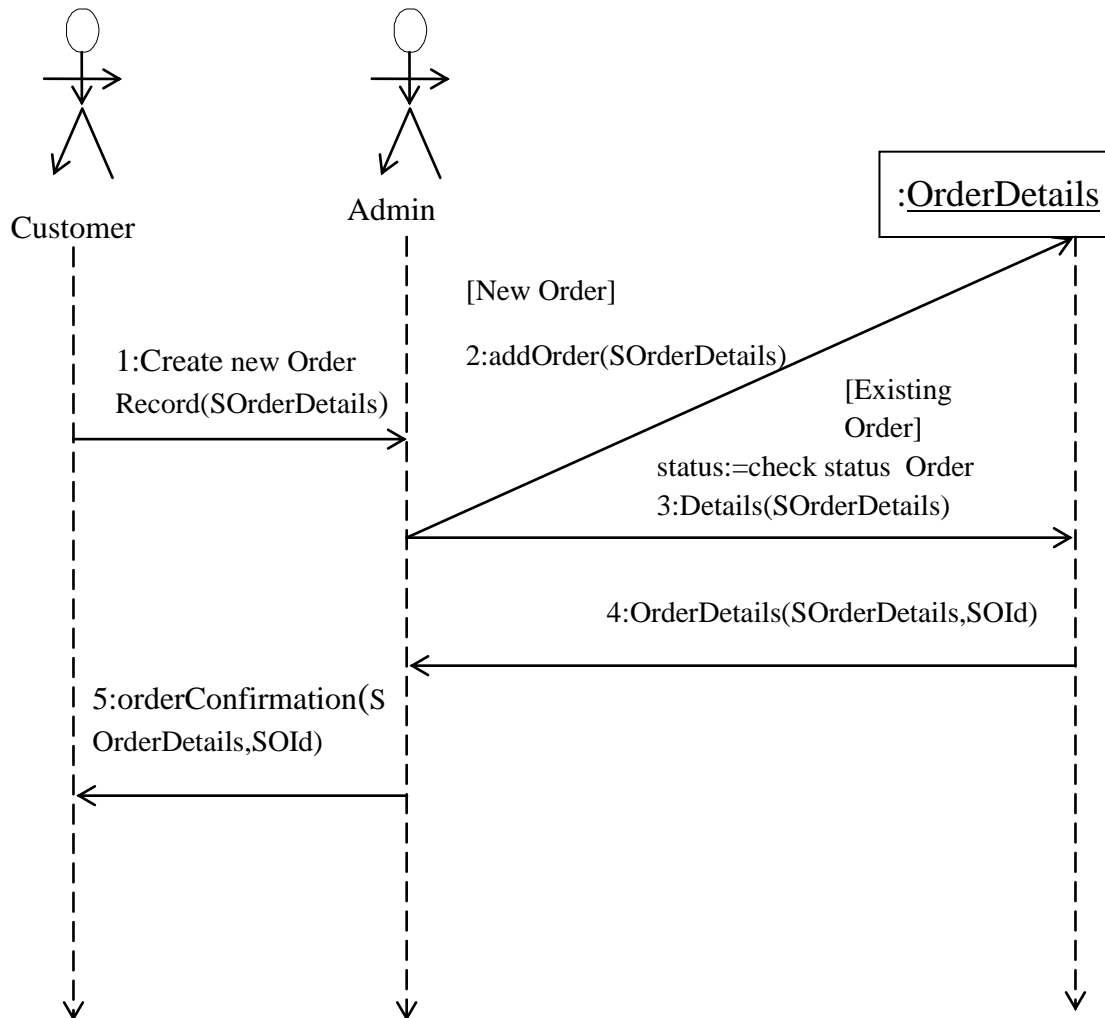 Customer
Admin
:OrderDetails
[New Order]
1:Create new Order
Record(SOrderDetails)
2:addOrder(SOrderDetails)
[Existing
Order]
status:=check status  Order
3:Details(SOrderDetails)
4:OrderDetails(SOrderDetails,SOId)
5:orderConfirmation(S
OrderDetails,SOId)